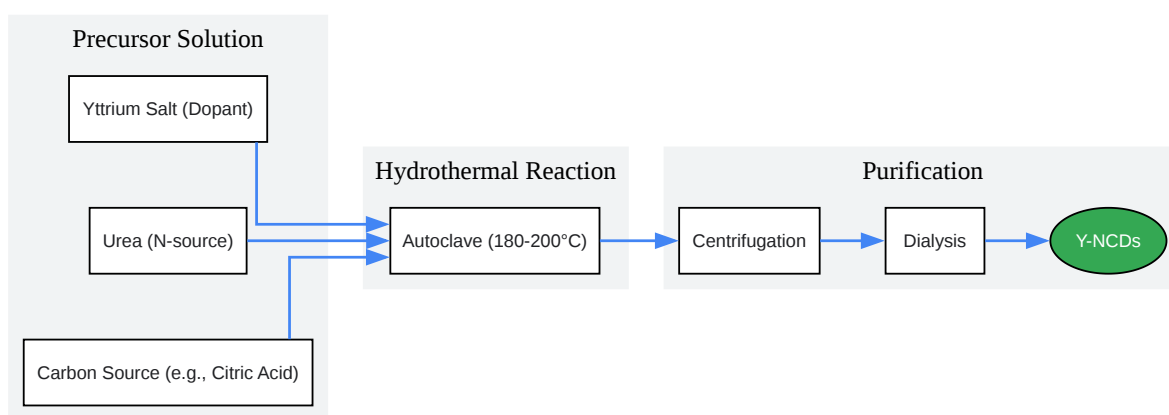 Precursor Solution
Yttrium Salt (Dopant)
Urea (N-source)
Carbon Source (e.g., Citric Acid)
Hydrothermal Reaction
Autoclave (180-200°C)
Purification
Centrifugation
Dialysis
Y-NCDs